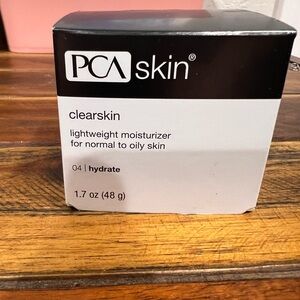 PCA skin®
clearskin
lightweight moisturizer
for normal to oily skin
04 | hydrate
1.7 oz (48 g)